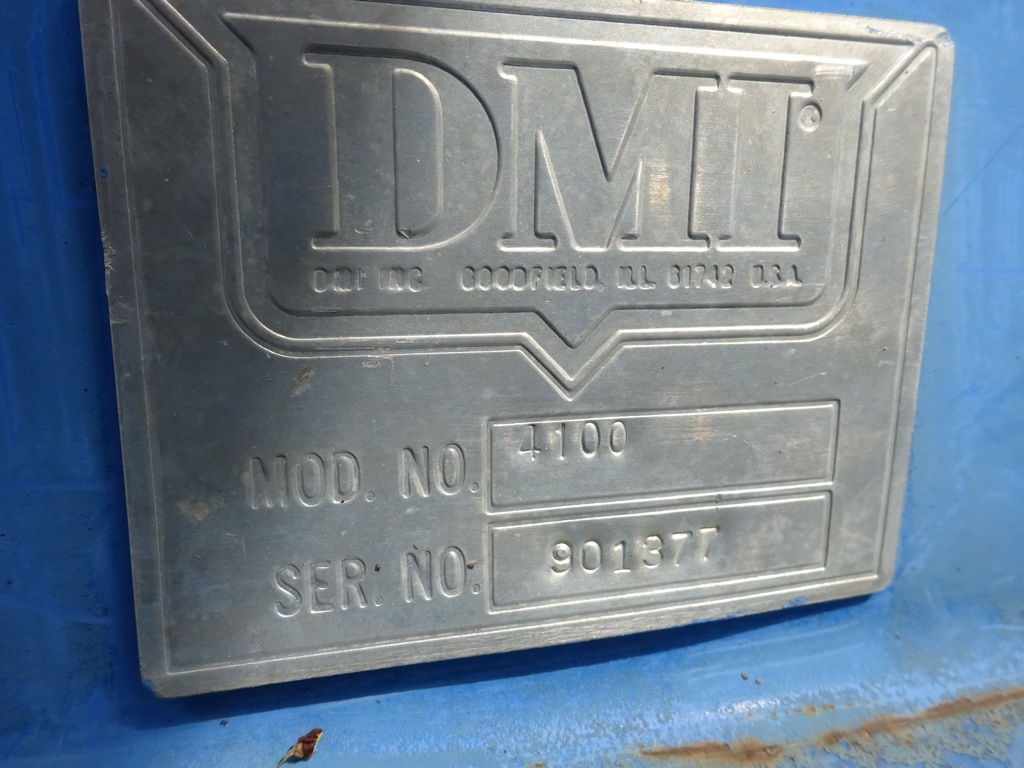 DMI®
DMI INC GOODFIELD, ILL. 61742 U.S.A.
MOD. NO. 4100
SER. NO. 901377